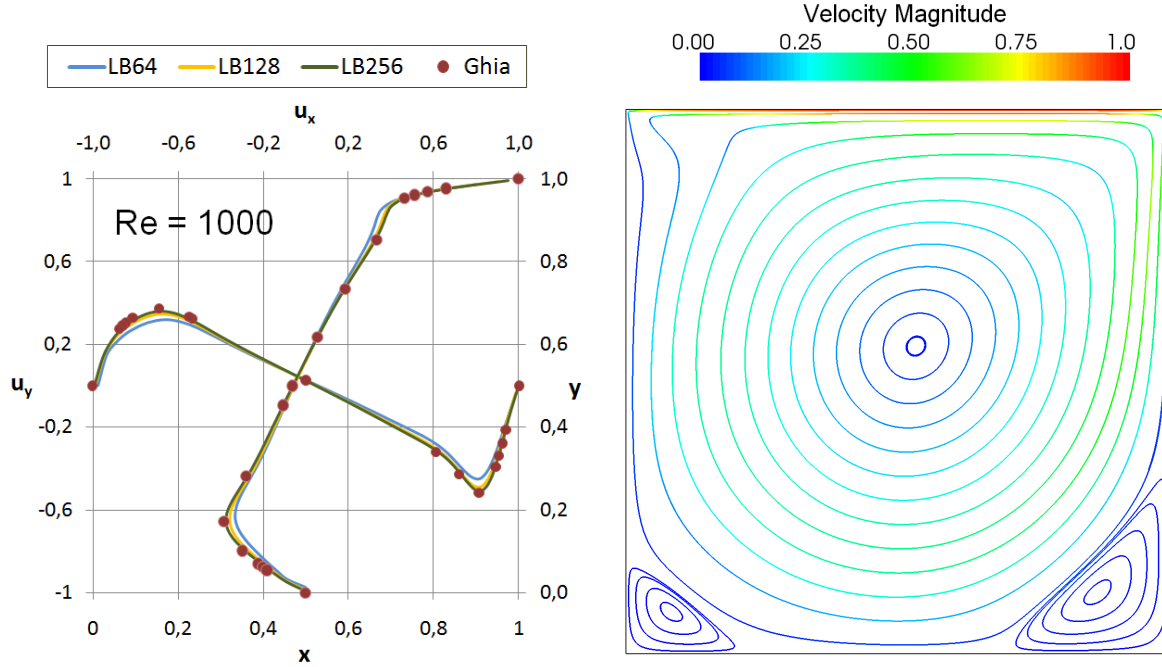 LB64 LB128 LB256 Ghia
uₓ
-1,0 -0,6 -0,2 0,2 0,6 1,0
1 1,0
Re = 1000
0,6 0,8
0,2 0,6
u_y y
-0,2 0,4
-0,6 0,2
-1 0,0
0 0,2 0,4 0,6 0,8 1
x
Velocity Magnitude
0.00 0.25 0.50 0.75 1.0